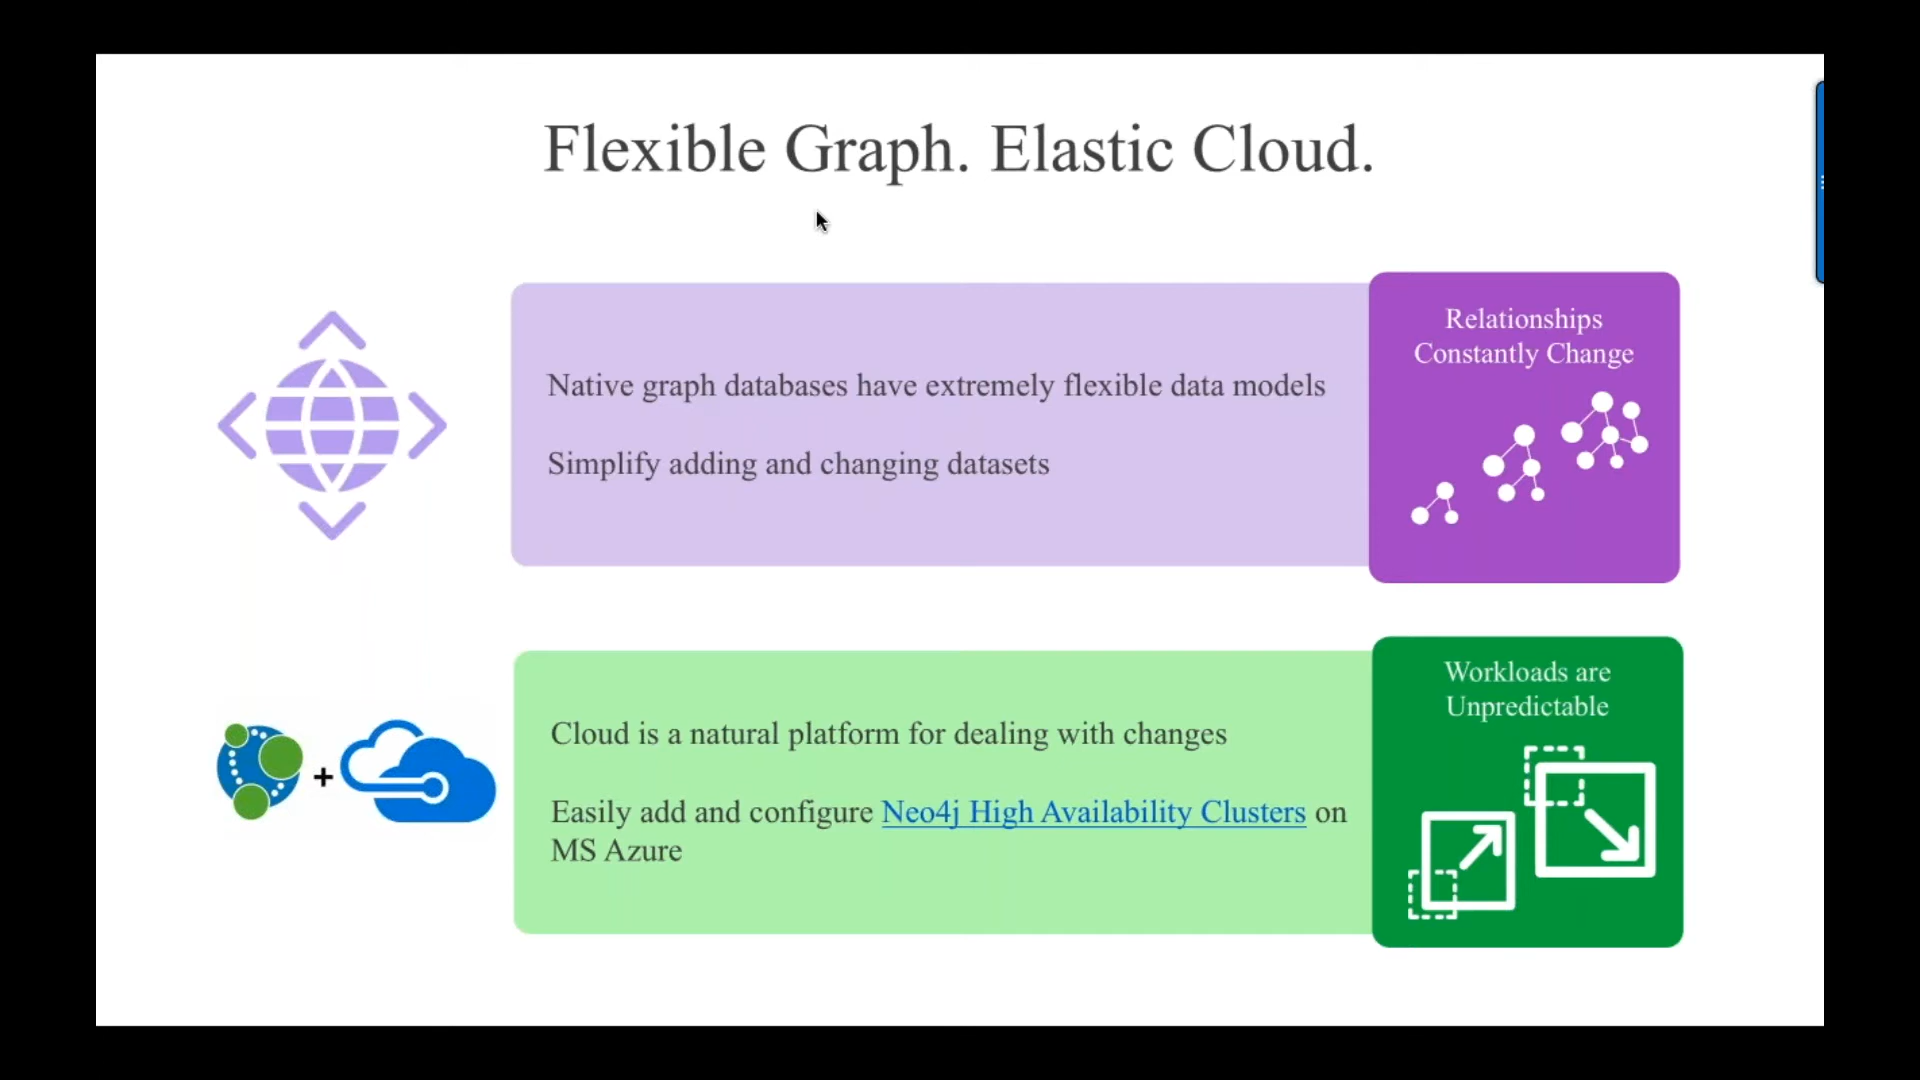 Flexible Graph. Elastic Cloud.
Native graph databases have extremely flexible data models
Simplify adding and changing datasets
Relationships
Constantly Change
+
Cloud is a natural platform for dealing with changes
Easily add and configure Neo4j High Availability Clusters on
MS Azure
Workloads are
Unpredictable